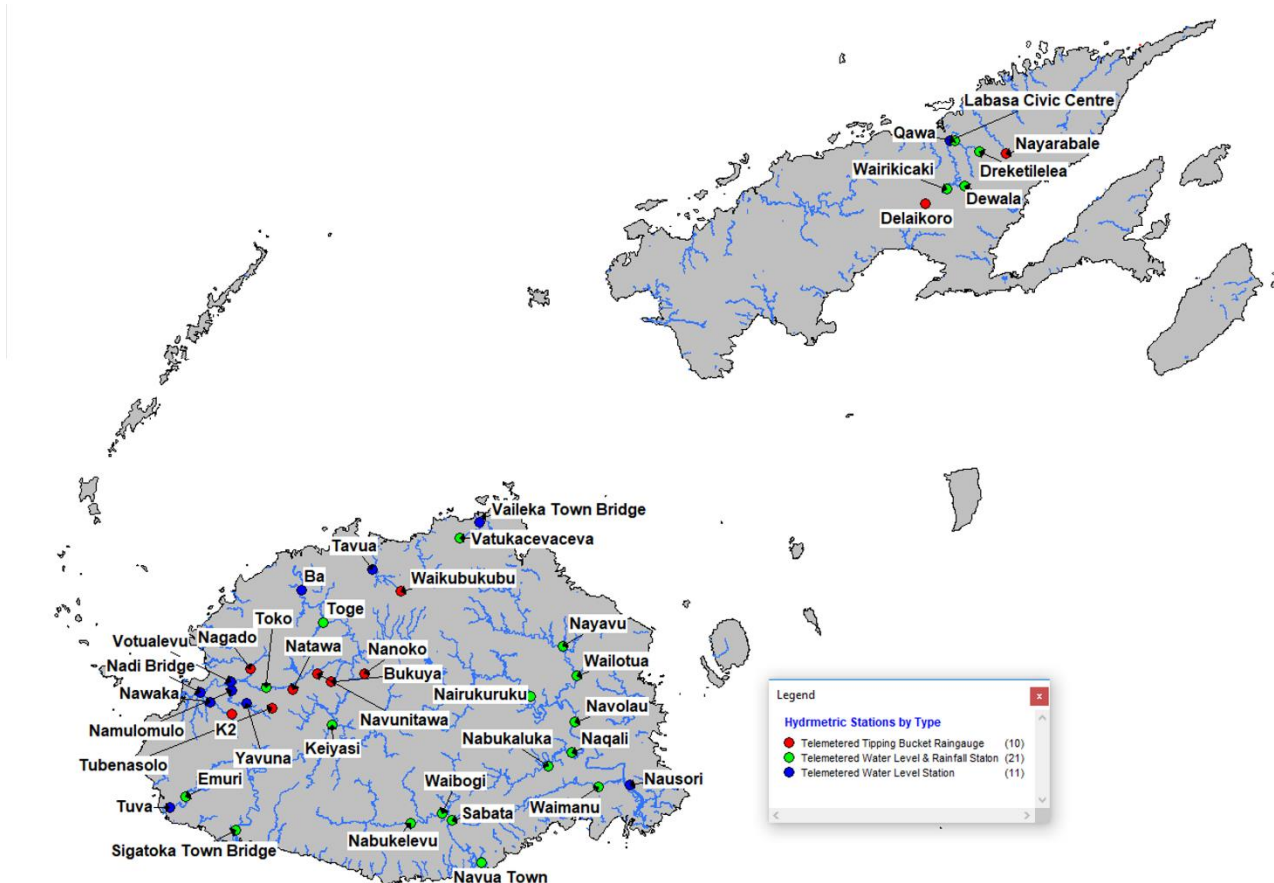 Labasa Civic Centre
Qawa
Nayarabale
Dreketilelea
Wairikicaki
Dewala
Delaikoro
Vaileka Town Bridge
Vatukacevaceva
Tavua
Waikubukubu
Ba
Toge
Toko
Nayavu
Votualevu
Nagado
Natawa
Nanoko
Nadi Bridge
Bukuya
Wailotua
Nawaka
Nairukuruku
Namulomulo
K2
Navunitawa
Navolau
Tubenasolo
Yavuna
Keiyasi
Nabukaluka
Naqali
Emuri
Waibogi
Nausori
Tuva
Sabata
Waimanu
Sigatoka Town Bridge
Nabukelevu
Navua Town
Legend
x
Hydrmetric Stations by Type
Telemetered Tipping Bucket Raingauge (10)
Telemetered Water Level & Rainfall Staton (21)
Telemetered Water Level Station (11)